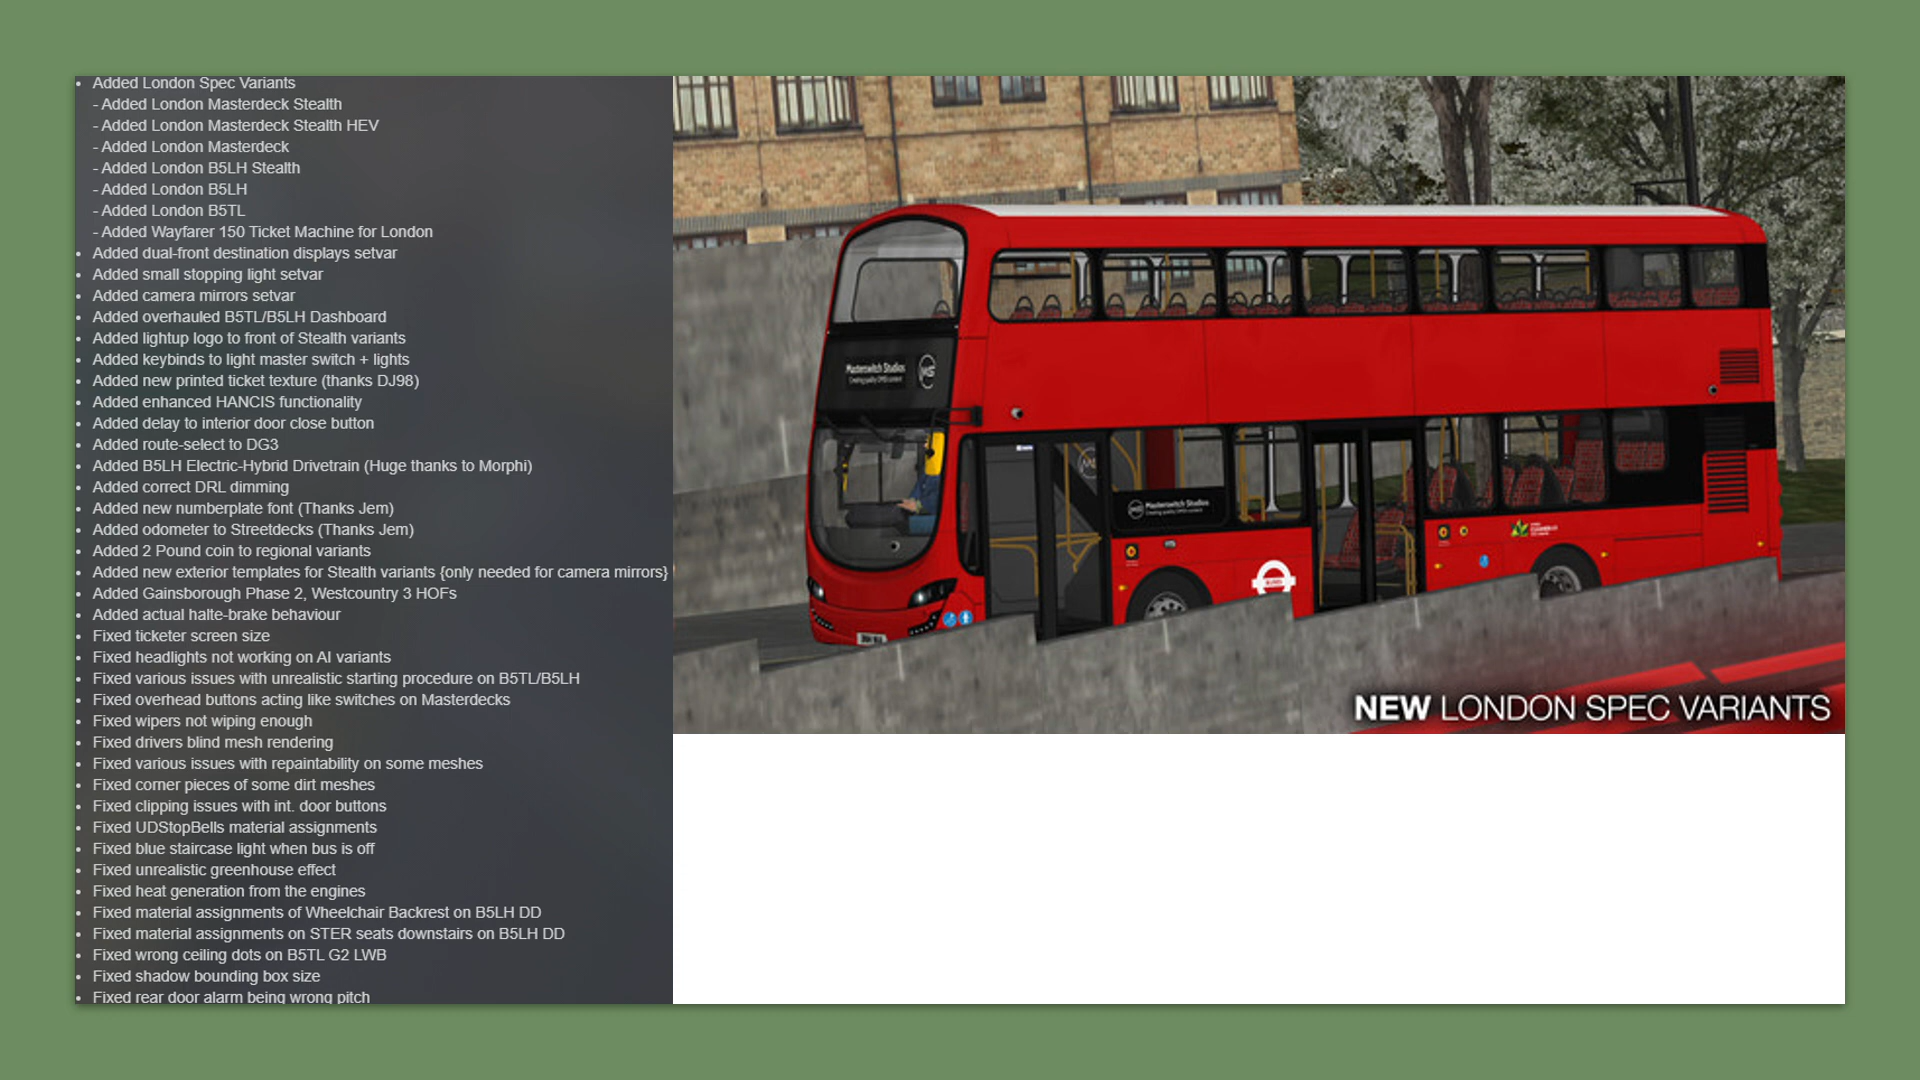 Added London Spec Variants
- Added London Masterdeck Stealth
- Added London Masterdeck Stealth HEV
- Added London Masterdeck
- Added London B5LH Stealth
- Added London B5LH
- Added London B5TL
- Added Wayfarer 150 Ticket Machine for London
Added dual-front destination displays setvar
Added small stopping light setvar
Added camera mirrors setvar
Added overhauled B5TL/B5LH Dashboard
Added lightup logo to front of Stealth variants
Added keybinds to light master switch + lights
Added new printed ticket texture (thanks DJ98)
Added enhanced HANCIS functionality
Added delay to interior door close button
Added route-select to DG3
Added B5LH Electric-Hybrid Drivetrain (Huge thanks to Morphi)
Added correct DRL dimming
Added new numberplate font (Thanks Jem)
Added odometer to Streetdecks (Thanks Jem)
Added 2 Pound coin to regional variants
Added new exterior templates for Stealth variants {only needed for camera mirrors}
Added Gainsborough Phase 2, Westcountry 3 HOFs
Added actual halte-brake behaviour
Fixed ticketer screen size
Fixed headlights not working on AI variants
Fixed various issues with unrealistic starting procedure on B5TL/B5LH
Fixed overhead buttons acting like switches on Masterdecks
Fixed wipers not wiping enough
Fixed drivers blind mesh rendering
Fixed various issues with repaintability on some meshes
Fixed corner pieces of some dirt meshes
Fixed clipping issues with int. door buttons
Fixed UDStopBells material assignments
Fixed blue staircase light when bus is off
Fixed unrealistic greenhouse effect
Fixed heat generation from the engines
Fixed material assignments of Wheelchair Backrest on B5LH DD
Fixed material assignments on STER seats downstairs on B5LH DD
Fixed wrong ceiling dots on B5TL G2 LWB
Fixed shadow bounding box size
Fixed rear door alarm being wrong pitch
Masterswitch Studios
Creating quality OMSI content
MS
Masterswitch Studios
Creating quality OMSI content
NEW LONDON SPEC VARIANTS